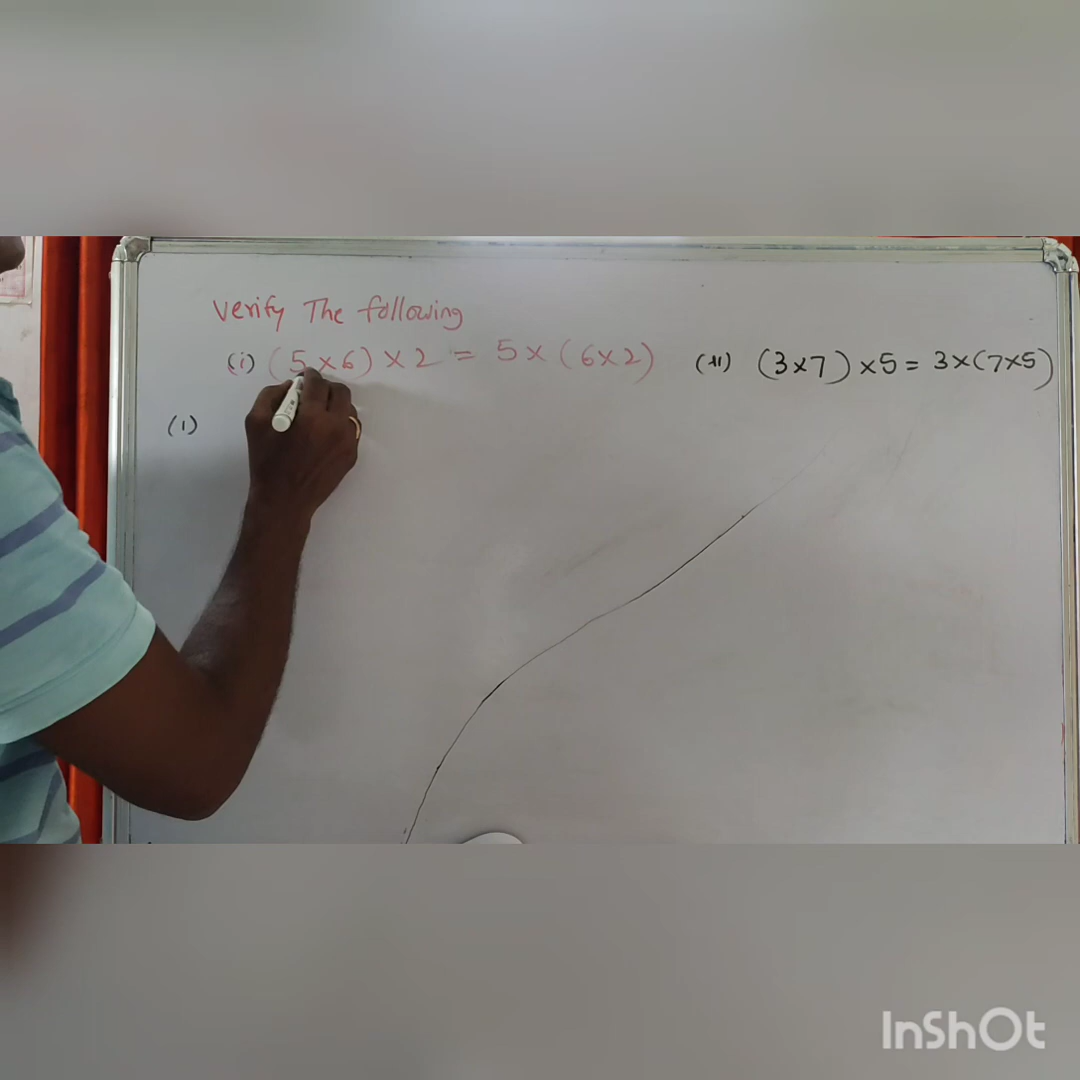 Verify The following
(i) (5×6) × 2 = 5 × (6×2) (ii) (3×7) ×5 = 3×(7×5)
(1)
InShOt